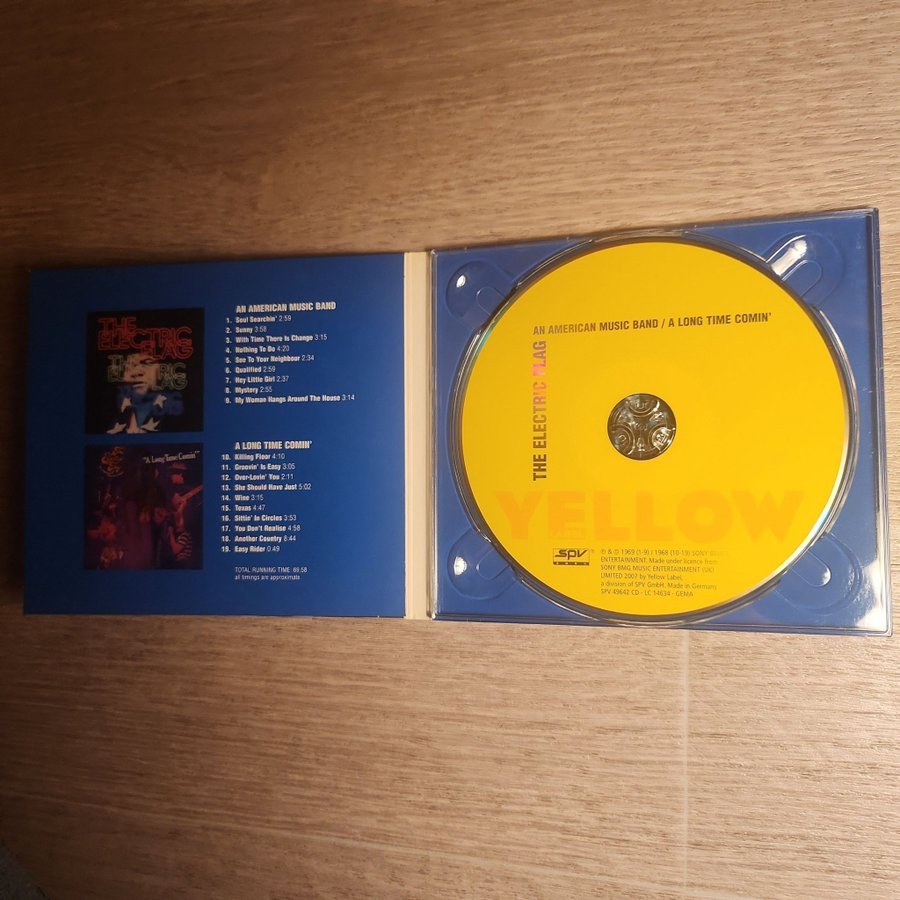 THE
ELECTRIC
FLAG
THE
ELECTRIC
FLAG
AN AMERICAN MUSIC BAND
1. Soul Searchin' 2:59
2. Sunny 3:58
3. With Time There Is Change 3:15
4. Nothing To Do 4:20
5. See To Your Neighbour 2:34
6. Qualified 2:59
7. Hey Little Girl 2:37
8. Mystery 2:55
9. My Woman Hangs Around The House 3:14
"A Long Time Comin'"
A LONG TIME COMIN'
10. Killing Floor 4:10
11. Groovin' Is Easy 3:05
12. Over-Lovin' You 2:11
13. She Should Have Just 5:02
14. Wine 3:15
15. Texas 4:47
16. Sittin' In Circles 3:53
17. You Don't Realise 4:58
18. Another Country 8:44
19. Easy Rider 0.49
TOTAL RUNNING TIME 69.58
all timings are approximate
THE ELECTRIC FLAG
AN AMERICAN MUSIC BAND / A LONG TIME COMIN'
YELLOW
SPV
℗ & © 1969 (1-9) / 1968 (10-19) SONY
ENTERTAINMENT. Made under licence from
SONY BMG MUSIC ENTERTAINMENT (UK)
LIMITED 2007 by Yellow Label,
a division of SPV GmbH. Made in Germany
SPV 49642 CD · LC 14634 · GEMA